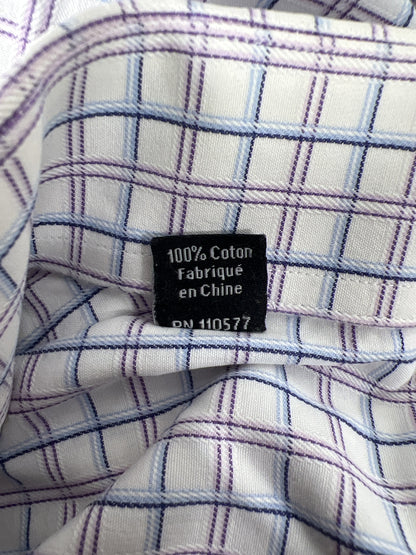 100% Coton
Fabriqué
en Chine
RN 110577